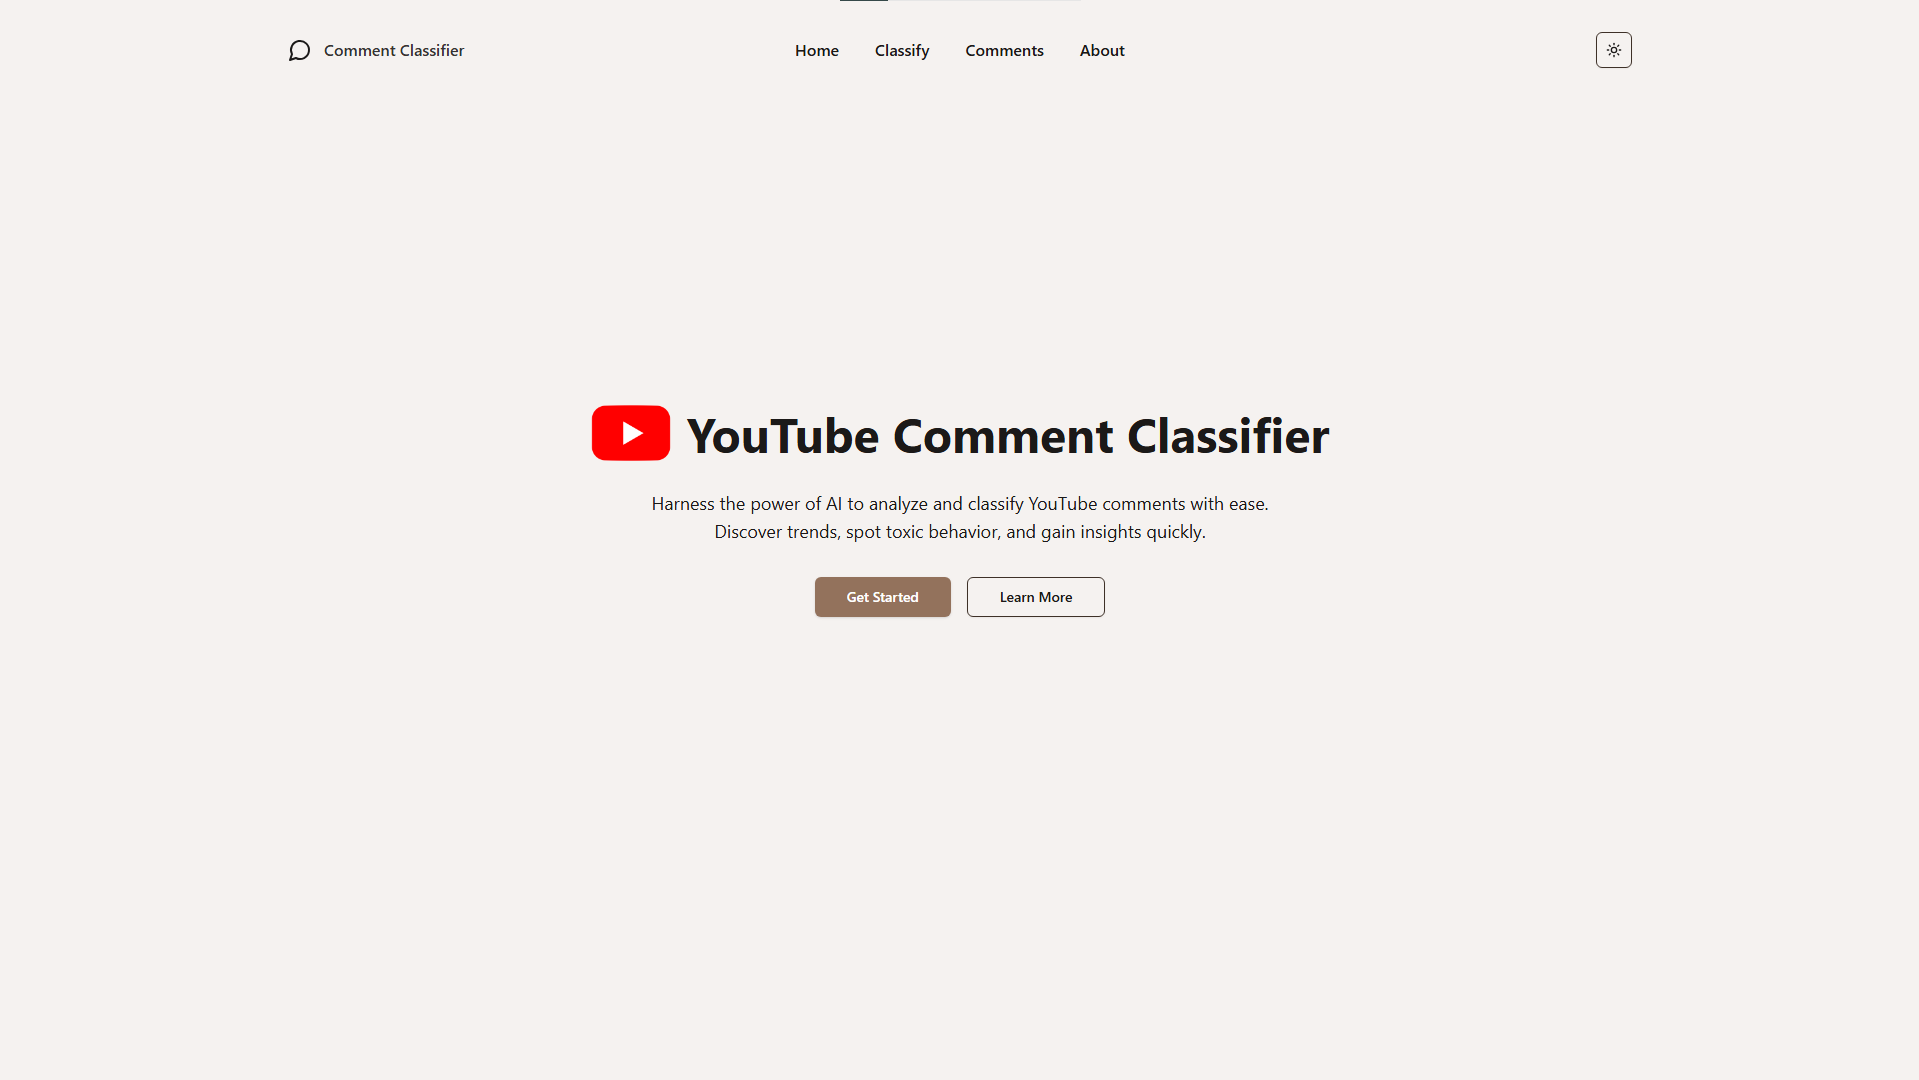 Comment Classifier
Home
Classify
Comments
About
YouTube Comment Classifier
Harness the power of AI to analyze and classify YouTube comments with ease.
Discover trends, spot toxic behavior, and gain insights quickly.
Get Started
Learn More